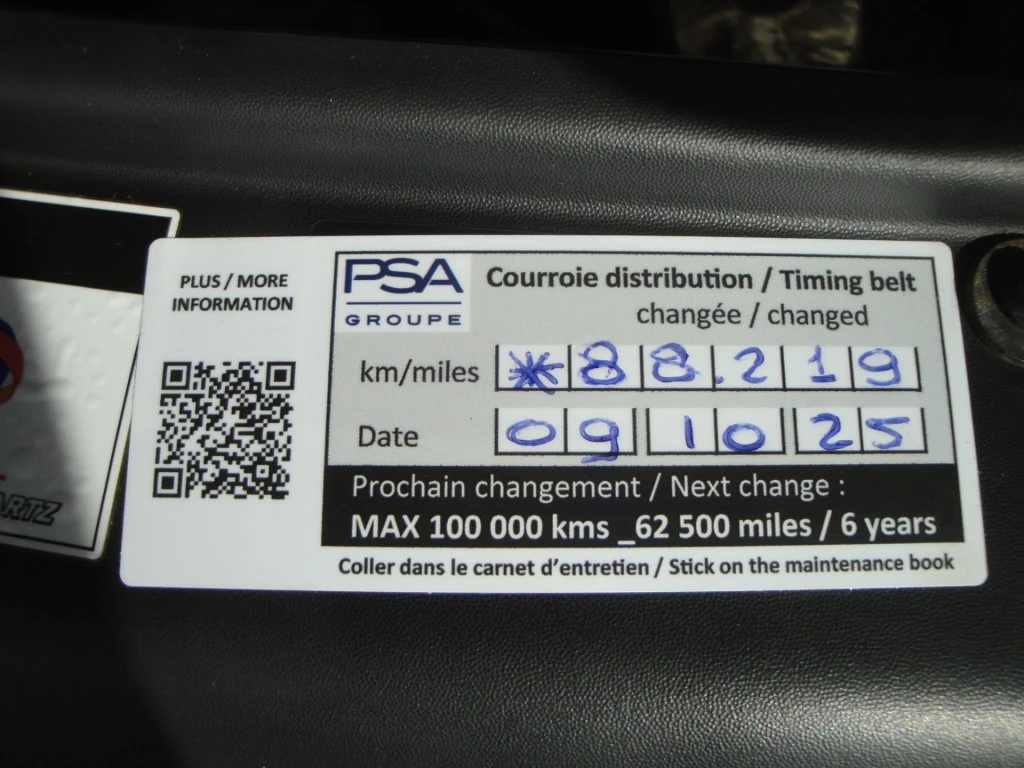 PLUS / MORE
INFORMATION
PSA
GROUPE
Courroie distribution / Timing belt
changée / changed
km/miles *88.219
Date 09 10 25
Prochain changement / Next change :
MAX 100 000 kms _62 500 miles / 6 years
Coller dans le carnet d'entretien / Stick on the maintenance book